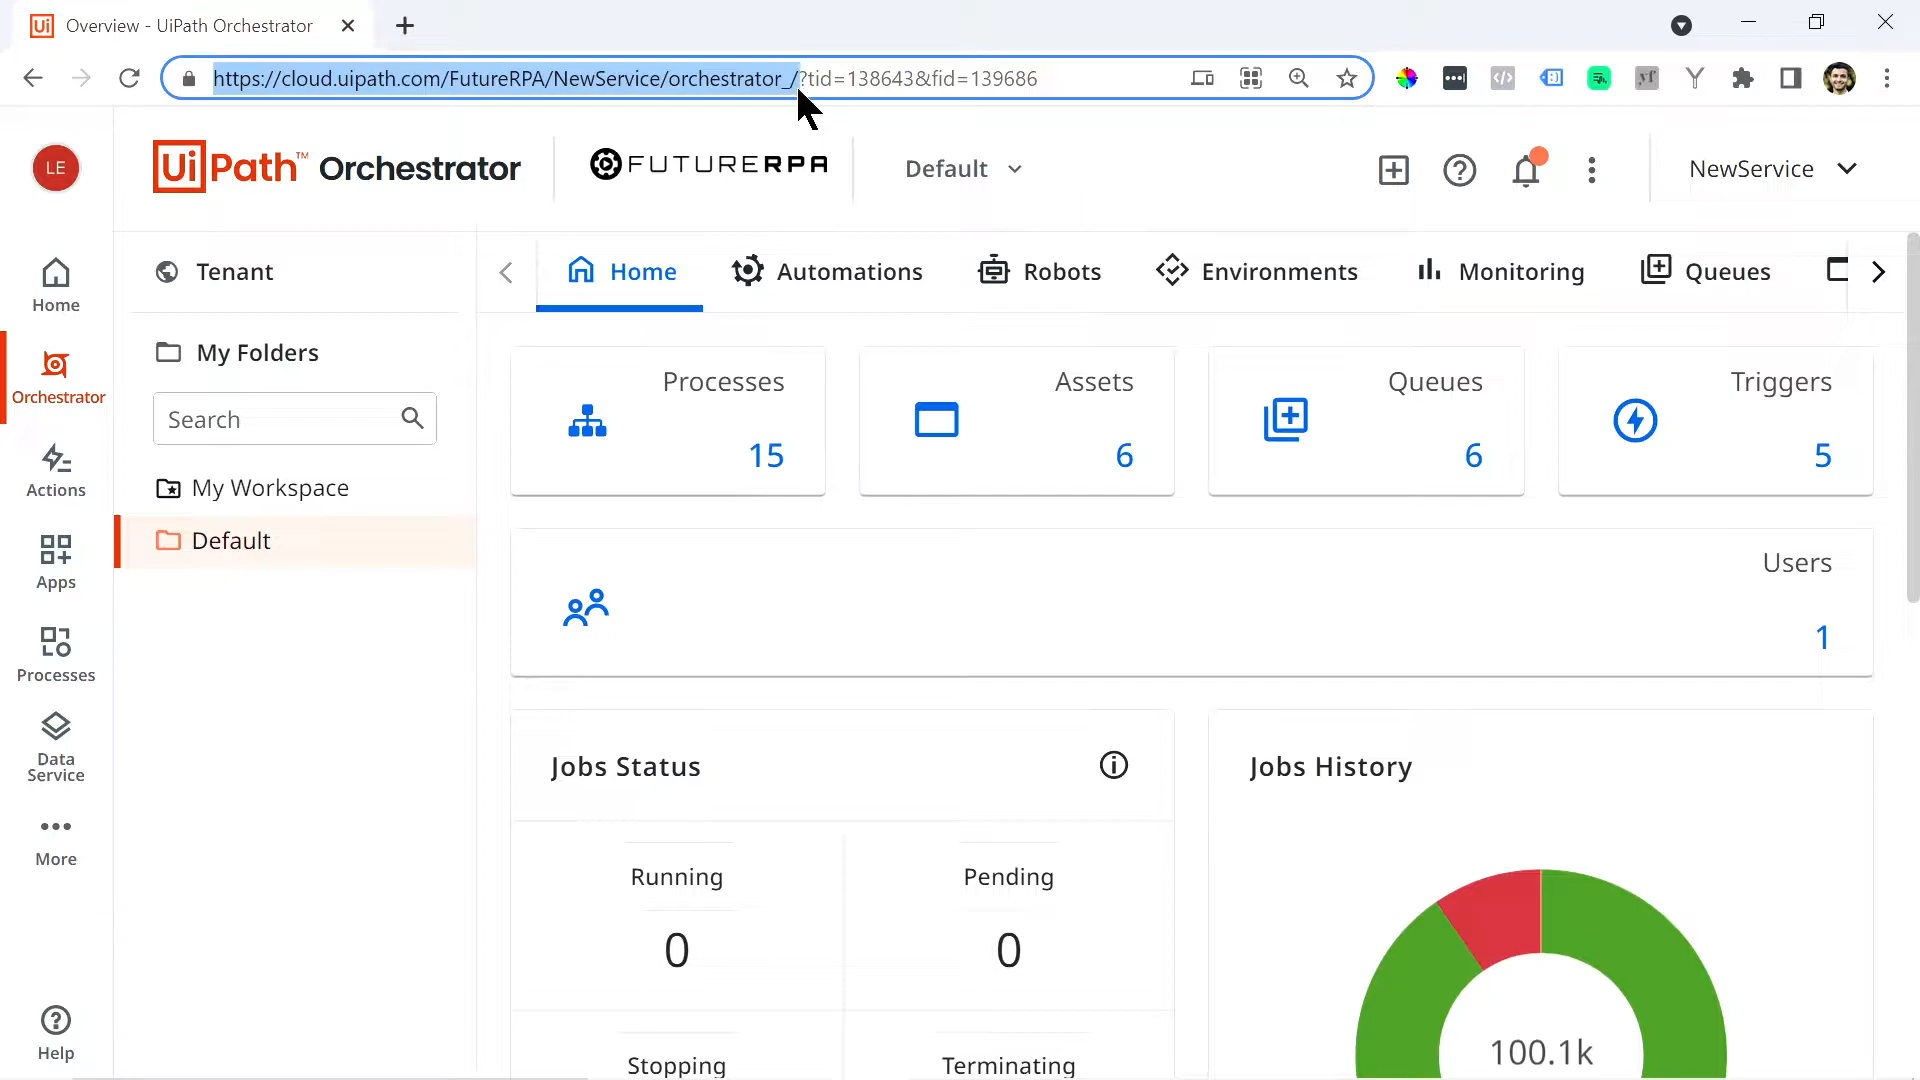 Overview - UiPath Orchestrator
https://cloud.uipath.com/FutureRPA/NewService/orchestrator_/?tid=138643&fid=139686
LE
UiPath™ Orchestrator
FUTURERPA
Default
NewService
Home
Orchestrator
Actions
Apps
Processes
Data
Service
More
Help
Tenant
My Folders
Search
My Workspace
Default
Home
Automations
Robots
Environments
Monitoring
Queues
Processes
15
Assets
6
Queues
6
Triggers
5
Users
1
Jobs Status
Running
0
Pending
0
Stopping
Terminating
Jobs History
100.1k